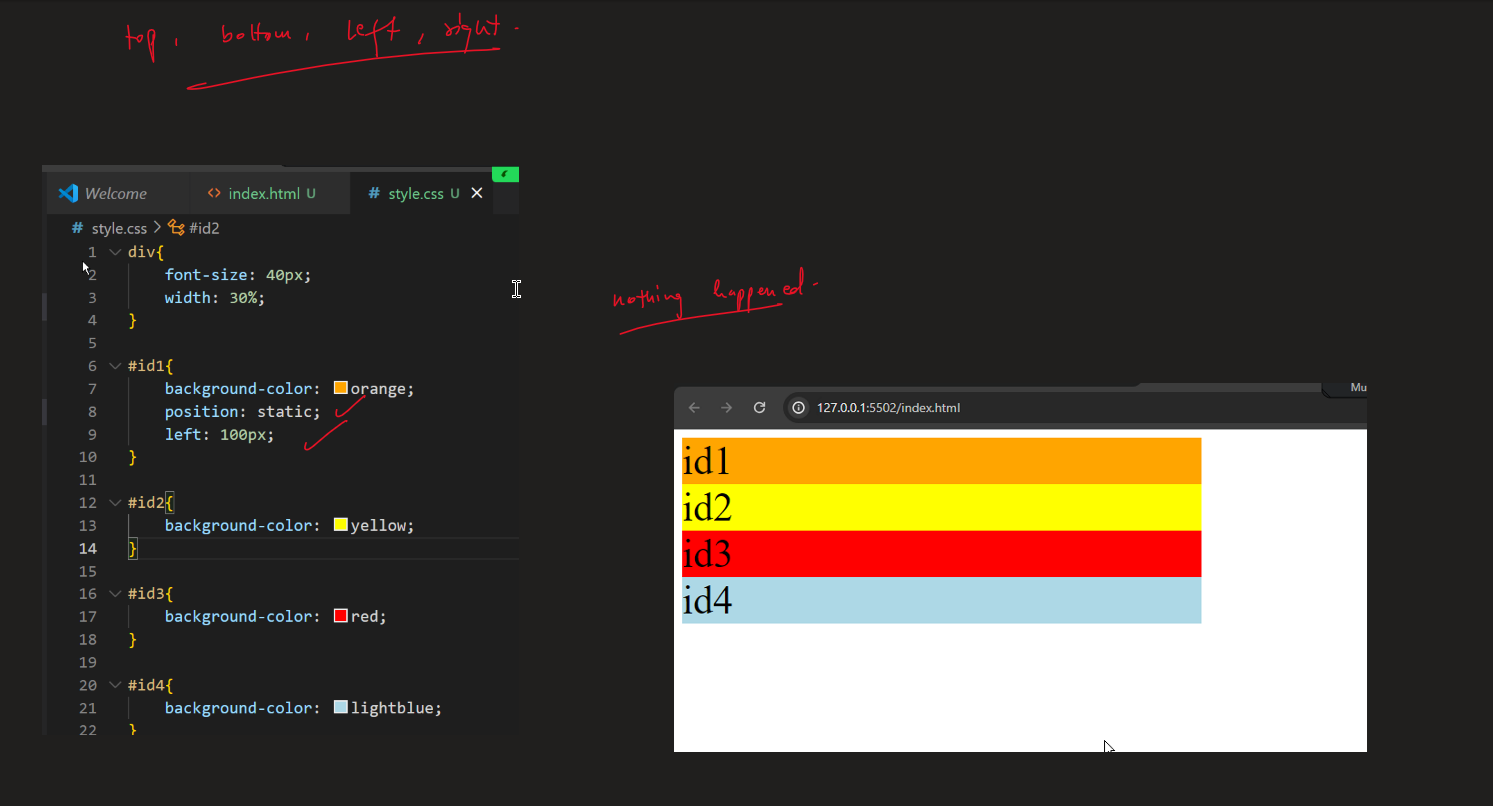 top, bottom, left, right.
Welcome index.html U # style.css U ×
# style.css > #id2
1 div{
2 font-size: 40px;
3 width: 30%;
4 }
5
6 #id1{
7 background-color: orange;
8 position: static;
9 left: 100px;
10 }
11
12 #id2{
13 background-color: yellow;
14 }
15
16 #id3{
17 background-color: red;
18 }
19
20 #id4{
21 background-color: lightblue;
22 }
nothing happened.
Mu
127.0.0.1:5502/index.html
id1
id2
id3
id4